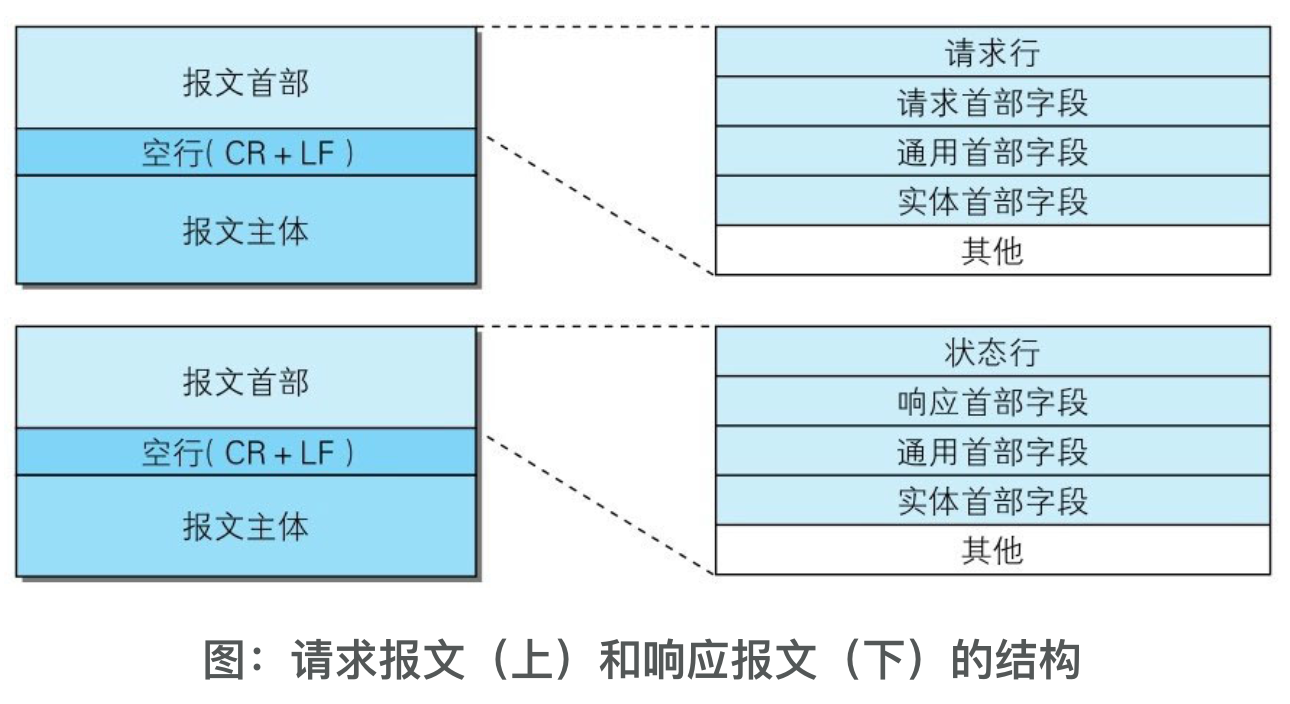 报文首部
空行( CR + LF )
报文主体
请求行
请求首部字段
通用首部字段
实体首部字段
其他
报文首部
空行( CR + LF )
报文主体
状态行
响应首部字段
通用首部字段
实体首部字段
其他
图：请求报文（上）和响应报文（下）的结构